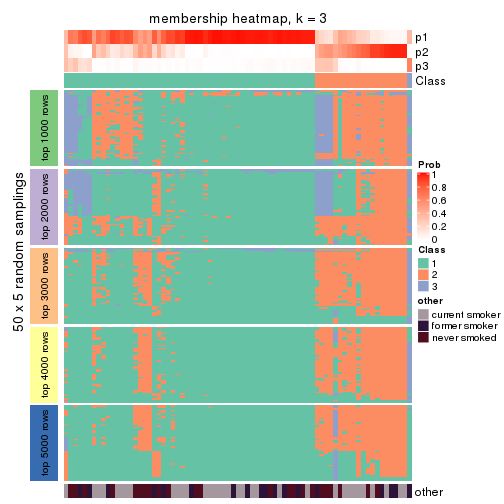 membership heatmap, k = 3
p1
p2
p3
Class
50 x 5 random samplings
top 1000 rows
top 2000 rows
top 3000 rows
top 4000 rows
top 5000 rows
Prob
1
0.8
0.6
0.4
0.2
0
Class
1
2
3
other
current smoker
former smoker
never smoked
other